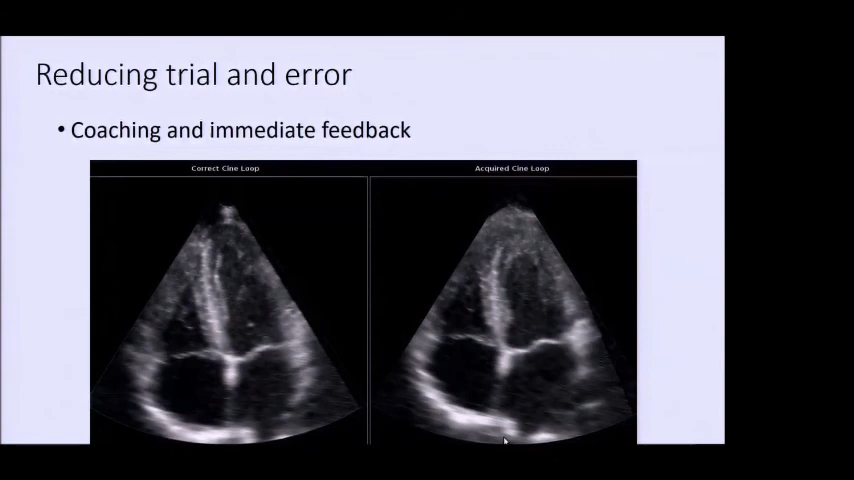 Reducing trial and error
• Coaching and immediate feedback
Correct Cine Loop
Acquired Cine Loop